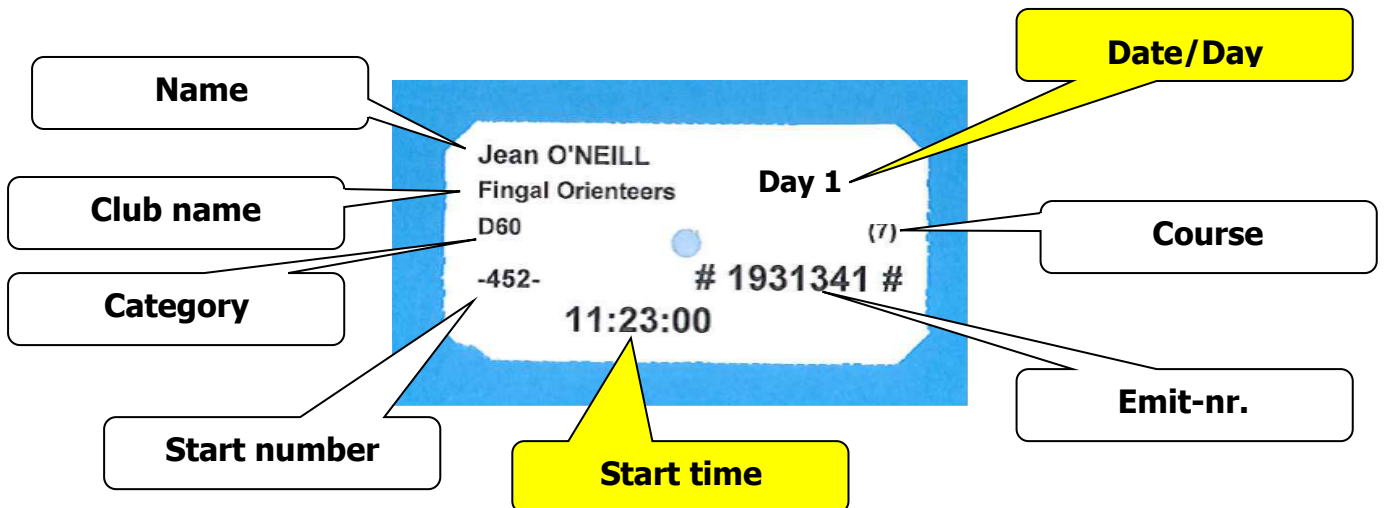 Date/Day
Name
Jean O'NEILL
Day 1
Fingal Orienteers
Club name
D60
(7)
Course
Category
-452-
# 1931341 #
11:23:00
Emit-nr.
Start number
Start time